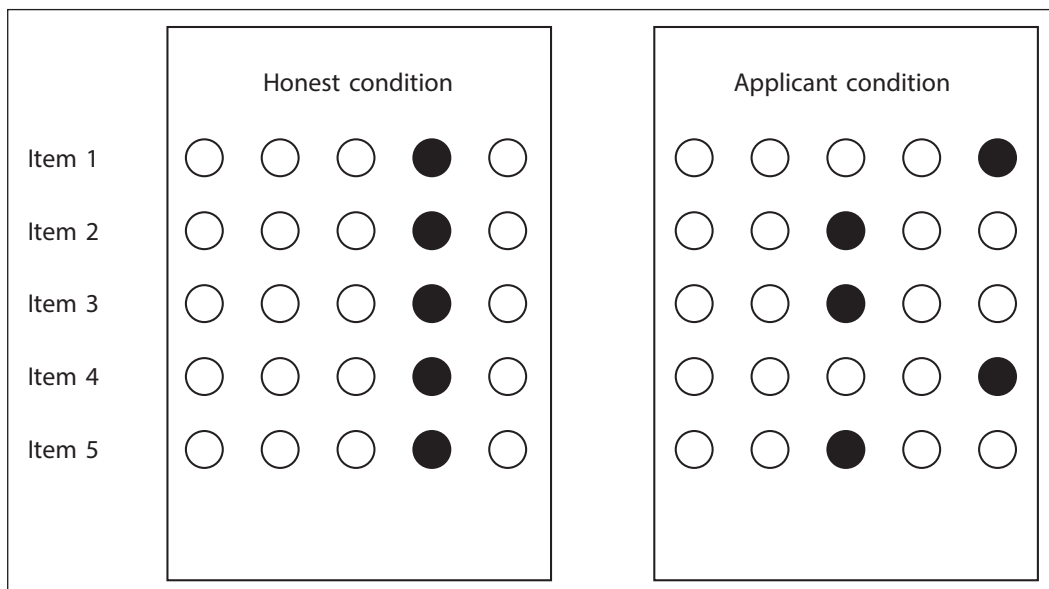 Honest condition
Applicant condition
Item 1
Item 2
Item 3
Item 4
Item 5